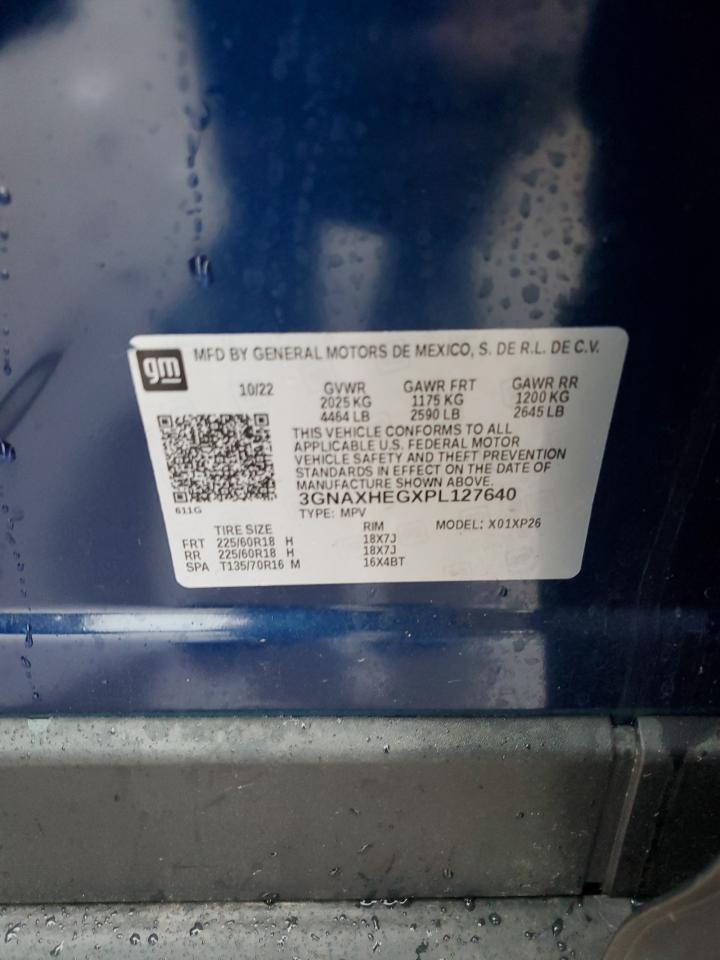 gm MFD BY GENERAL MOTORS DE MEXICO, S. DE R.L. DE C.V.
10/22 GVWR GAWR FRT GAWR RR
2025 KG 1175 KG 1200 KG
4464 LB 2590 LB 2645 LB
THIS VEHICLE CONFORMS TO ALL
APPLICABLE U.S. FEDERAL MOTOR
VEHICLE SAFETY AND THEFT PREVENTION
STANDARDS IN EFFECT ON THE DATE OF
MANUFACTURE SHOWN ABOVE.
3GNAXHEGXPL127640
611G
TYPE: MPV
TIRE SIZE RIM MODEL: X01XP26
FRT 225/60R18 H 18X7J
RR 225/60R18 H 18X7J
SPA T135/70R16 M 16X4BT